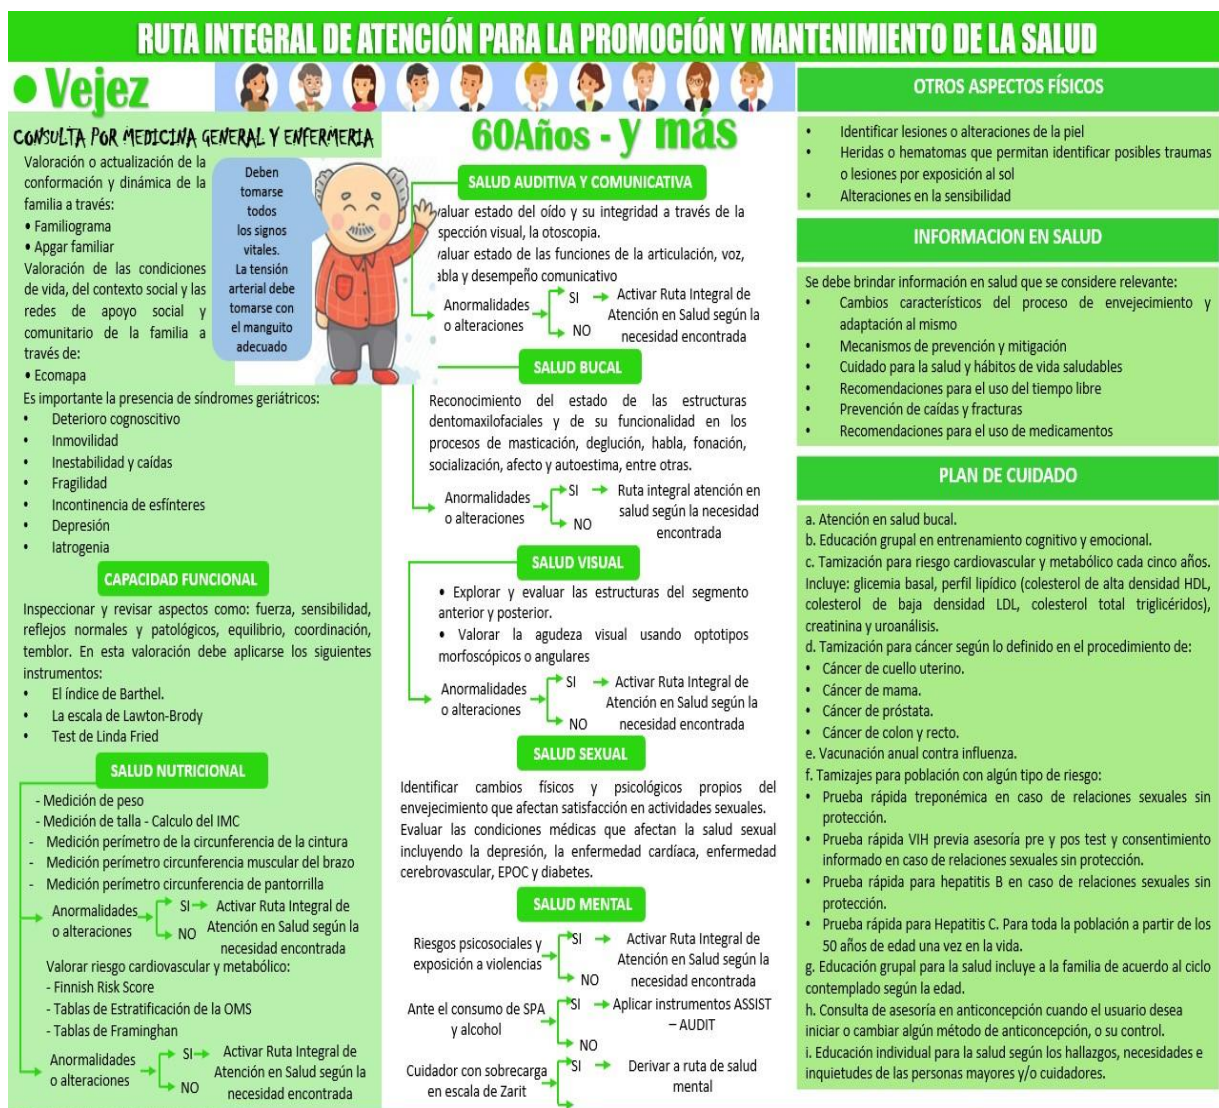 RUTA INTEGRAL DE ATENCIÓN PARA LA PROMOCIÓN Y MANTENIMIENTO DE LA SALUD
• Vejez
60Años - y más
CONSULTA POR MEDICINA GENERAL Y ENFERMERIA
Valoración o actualización de la
conformación y dinámica de la
familia a través:
• Familiograma
• Apgar familiar
Valoración de las condiciones
de vida, del contexto social y las
redes de apoyo social y
comunitario de la familia a
través de:
• Ecomapa
Deben
tomarse
todos
los signos
vitales.
La tensión
arterial debe
tomarse con
el manguito
adecuado
Es importante la presencia de síndromes geriátricos:
• Deterioro cognoscitivo
• Inmovilidad
• Inestabilidad y caídas
• Fragilidad
• Incontinencia de esfínteres
• Depresión
• Iatrogenia
CAPACIDAD FUNCIONAL
Inspeccionar y revisar aspectos como: fuerza, sensibilidad,
reflejos normales y patológicos, equilibrio, coordinación,
temblor. En esta valoración debe aplicarse los siguientes
instrumentos:
• El índice de Barthel.
• La escala de Lawton-Brody
• Test de Linda Fried
SALUD NUTRICIONAL
- Medición de peso
- Medición de talla - Calculo del IMC
- Medición perímetro de la circunferencia de la cintura
- Medición perímetro circunferencia muscular del brazo
- Medición perímetro circunferencia de pantorrilla
Anormalidades
o alteraciones
SI
NO
Activar Ruta Integral de
Atención en Salud según la
necesidad encontrada
Valorar riesgo cardiovascular y metabólico:
- Finnish Risk Score
- Tablas de Estratificación de la OMS
- Tablas de Framinghan
Anormalidades
o alteraciones
SI
NO
Activar Ruta Integral de
Atención en Salud según la
necesidad encontrada
SALUD AUDITIVA Y COMUNICATIVA
valuar estado del oído y su integridad a través de la
spección visual, la otoscopia.
valuar estado de las funciones de la articulación, voz,
abla y desempeño comunicativo
Anormalidades
o alteraciones
SI
NO
Activar Ruta Integral de
Atención en Salud según la
necesidad encontrada
SALUD BUCAL
Reconocimiento del estado de las estructuras
dentomaxilofaciales y de su funcionalidad en los
procesos de masticación, deglución, habla, fonación,
socialización, afecto y autoestima, entre otras.
Anormalidades
o alteraciones
SI
NO
Ruta integral atención en
salud según la necesidad
encontrada
SALUD VISUAL
• Explorar y evaluar las estructuras del segmento
anterior y posterior.
• Valorar la agudeza visual usando optotipos
morfoscópicos o angulares
Anormalidades
o alteraciones
SI
NO
Activar Ruta Integral de
Atención en Salud según la
necesidad encontrada
SALUD SEXUAL
Identificar cambios físicos y psicológicos propios del
envejecimiento que afectan satisfacción en actividades sexuales.
Evaluar las condiciones médicas que afectan la salud sexual
incluyendo la depresión, la enfermedad cardíaca, enfermedad
cerebrovascular, EPOC y diabetes.
SALUD MENTAL
Riesgos psicosociales y
exposición a violencias
SI
NO
Activar Ruta Integral de
Atención en Salud según la
necesidad encontrada
Ante el consumo de SPA
y alcohol
SI
NO
Aplicar instrumentos ASSIST
– AUDIT
Cuidador con sobrecarga
en escala de Zarit
SI
Derivar a ruta de salud
mental
OTROS ASPECTOS FÍSICOS
• Identificar lesiones o alteraciones de la piel
• Heridas o hematomas que permitan identificar posibles traumas
o lesiones por exposición al sol
• Alteraciones en la sensibilidad
INFORMACION EN SALUD
Se debe brindar información en salud que se considere relevante:
• Cambios característicos del proceso de envejecimiento y
adaptación al mismo
• Mecanismos de prevención y mitigación
• Cuidado para la salud y hábitos de vida saludables
• Recomendaciones para el uso del tiempo libre
• Prevención de caídas y fracturas
• Recomendaciones para el uso de medicamentos
PLAN DE CUIDADO
a. Atención en salud bucal.
b. Educación grupal en entrenamiento cognitivo y emocional.
c. Tamización para riesgo cardiovascular y metabólico cada cinco años.
Incluye: glicemia basal, perfil lipídico (colesterol de alta densidad HDL,
colesterol de baja densidad LDL, colesterol total triglicéridos),
creatinina y uroanálisis.
d. Tamización para cáncer según lo definido en el procedimiento de:
• Cáncer de cuello uterino.
• Cáncer de mama.
• Cáncer de próstata.
• Cáncer de colon y recto.
e. Vacunación anual contra influenza.
f. Tamizajes para población con algún tipo de riesgo:
• Prueba rápida treponémica en caso de relaciones sexuales sin
protección.
• Prueba rápida VIH previa asesoría pre y pos test y consentimiento
informado en caso de relaciones sexuales sin protección.
• Prueba rápida para hepatitis B en caso de relaciones sexuales sin
protección.
• Prueba rápida para Hepatitis C. Para toda la población a partir de los
50 años de edad una vez en la vida.
g. Educación grupal para la salud incluye a la familia de acuerdo al ciclo
contemplado según la edad.
h. Consulta de asesoría en anticoncepción cuando el usuario desea
iniciar o cambiar algún método de anticoncepción, o su control.
i. Educación individual para la salud según los hallazgos, necesidades e
inquietudes de las personas mayores y/o cuidadores.